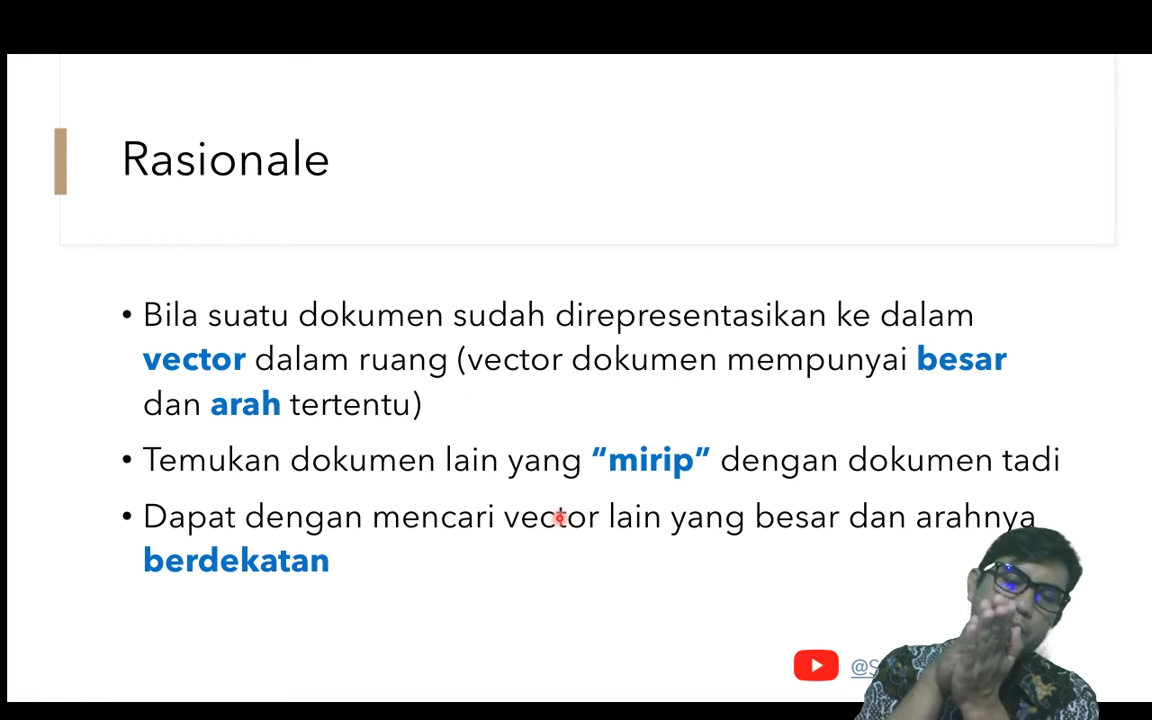 Rasionale
• Bila suatu dokumen sudah direpresentasikan ke dalam
vector dalam ruang (vector dokumen mempunyai besar
dan arah tertentu)
• Temukan dokumen lain yang “mirip” dengan dokumen tadi
• Dapat dengan mencari vector lain yang besar dan arahnya
berdekatan